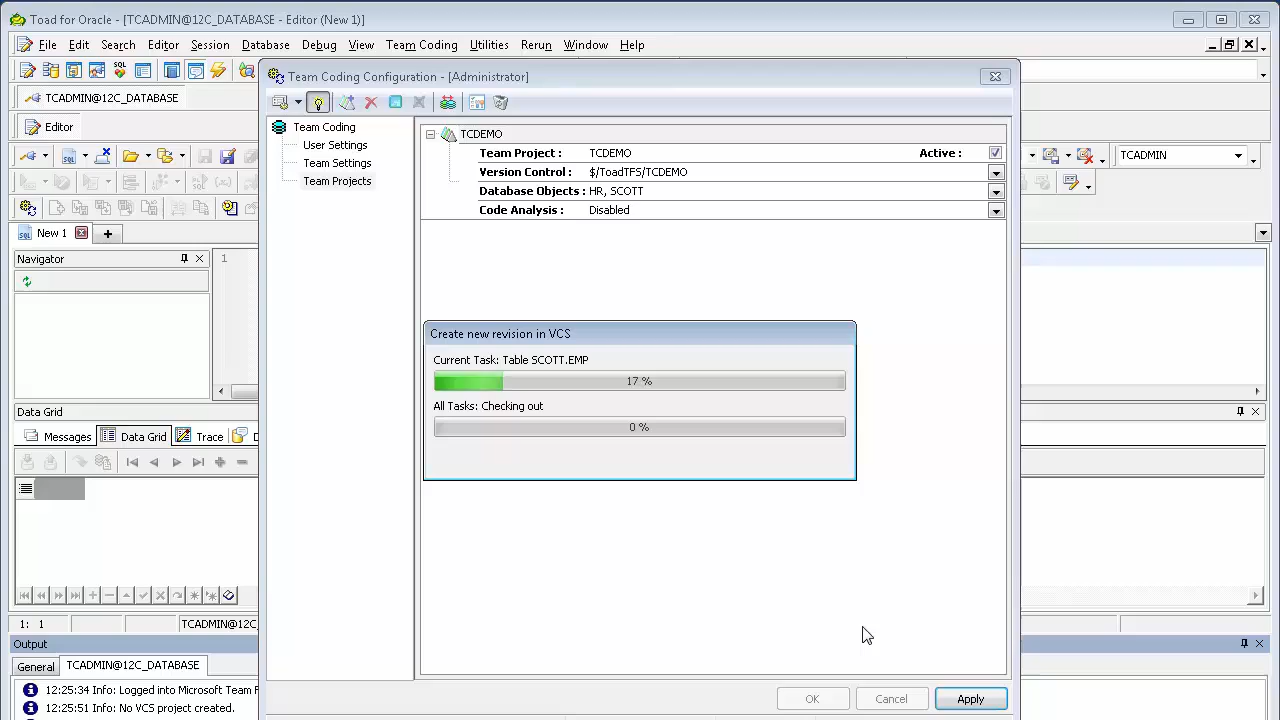 Toad for Oracle - [TCADMIN@12C_DATABASE - Editor (New 1)]
File Edit Search Editor Session Database Debug View Team Coding Utilities Rerun Window Help
Team Coding Configuration - [Administrator]
TCADMIN@12C_DATABASE
Editor
Team Coding
User Settings
Team Settings
Team Projects
TCDEMO
Team Project : TCDEMO Active :
Version Control : $/ToadTFS/TCDEMO
Database Objects : HR, SCOTT
Code Analysis : Disabled
TCADMIN
New 1
Navigator
1
Create new revision in VCS
Current Task: Table SCOTT.EMP
17 %
All Tasks: Checking out
0 %
Data Grid
Messages Data Grid Trace D
1: 1 TCADMIN@12C_
Output
General TCADMIN@12C_DATABASE
12:25:34 Info: Logged into Microsoft Team F
12:25:51 Info: No VCS project created.
OK Cancel Apply